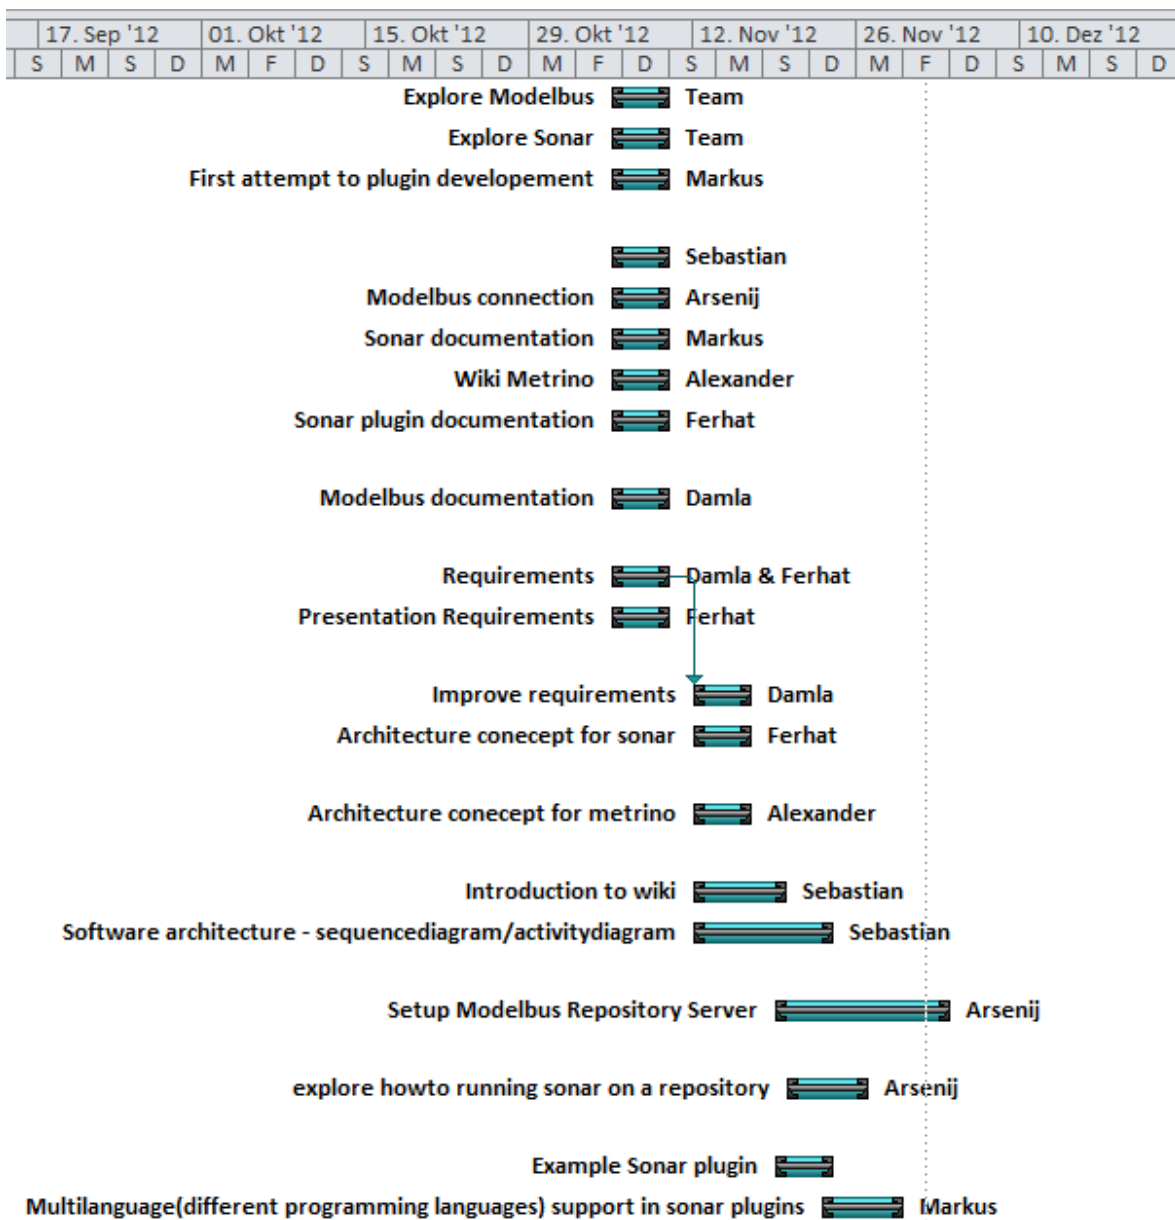 17. Sep '12 01. Okt '12 15. Okt '12 29. Okt '12 12. Nov '12 26. Nov '12 10. Dez '12
S M S D M F D S M S D M F D S M S D M F D S M S D
Explore Modelbus Team
Explore Sonar Team
First attempt to plugin developement Markus
Sebastian
Modelbus connection Arsenij
Sonar documentation Markus
Wiki Metrino Alexander
Sonar plugin documentation Ferhat
Modelbus documentation Damla
Requirements Damla & Ferhat
Presentation Requirements Ferhat
Improve requirements Damla
Architecture conecept for sonar Ferhat
Architecture conecept for metrino Alexander
Introduction to wiki Sebastian
Software architecture - sequencediagram/activitydiagram Sebastian
Setup Modelbus Repository Server Arsenij
explore howto running sonar on a repository Arsenij
Example Sonar plugin
Multilanguage(different programming languages) support in sonar plugins Markus